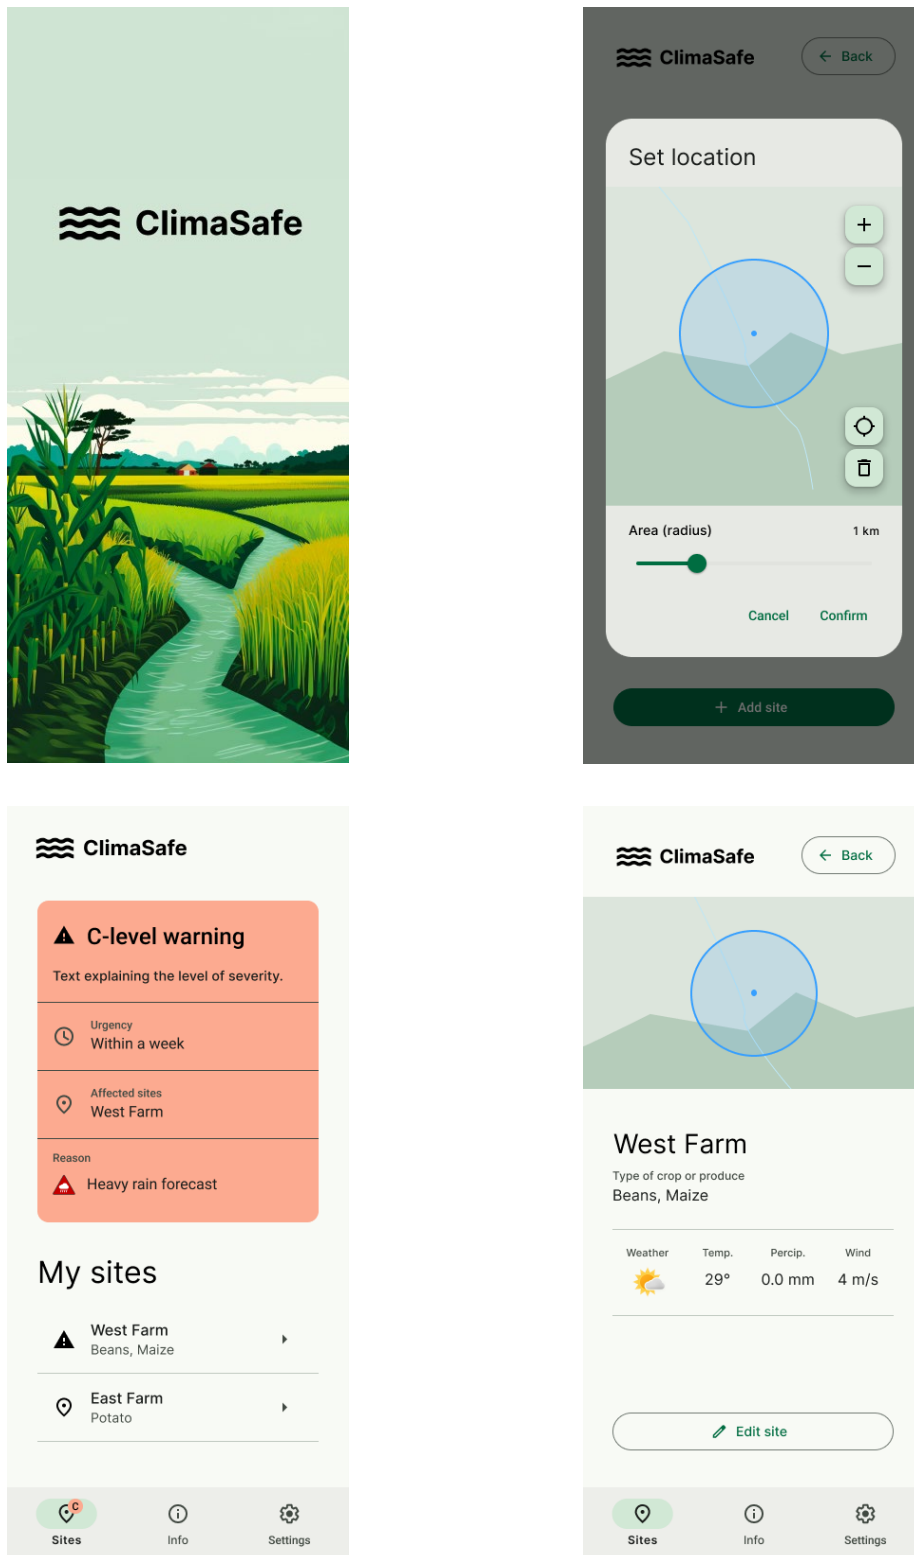 ClimaSafe
ClimaSafe
Back
Set location
Area (radius)
1 km
Cancel
Confirm
Add site
ClimaSafe
C-level warning
Text explaining the level of severity.
Urgency
Within a week
Affected sites
West Farm
Reason
Heavy rain forecast
My sites
West Farm
Beans, Maize
East Farm
Potato
C
Sites
Info
Settings
ClimaSafe
Back
West Farm
Type of crop or produce
Beans, Maize
Weather Temp. Percip. Wind
29° 0.0 mm 4 m/s
Edit site
Sites
Info
Settings